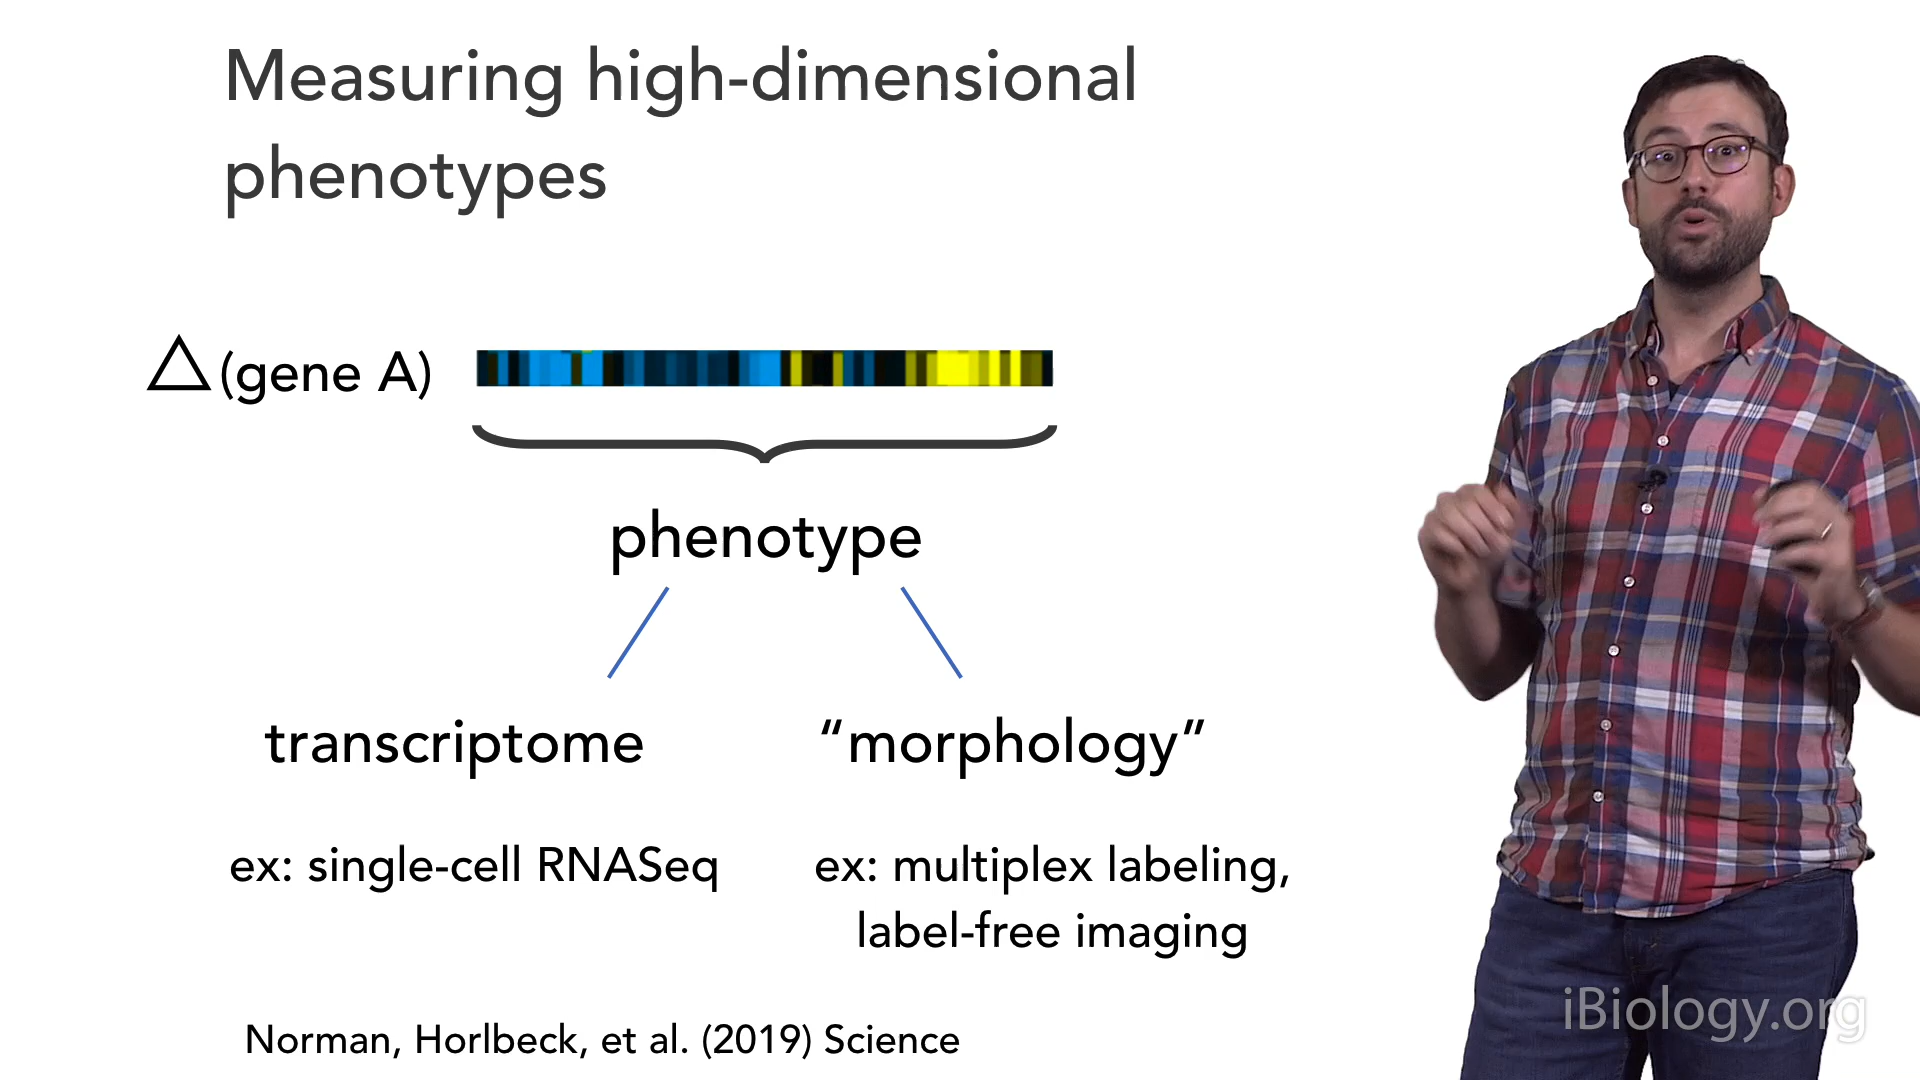 Measuring high-dimensional
phenotypes
△(gene A)
phenotype
transcriptome
“morphology”
ex: single-cell RNASeq
ex: multiplex labeling,
label-free imaging
Norman, Horlbeck, et al. (2019) Science
iBiology.org